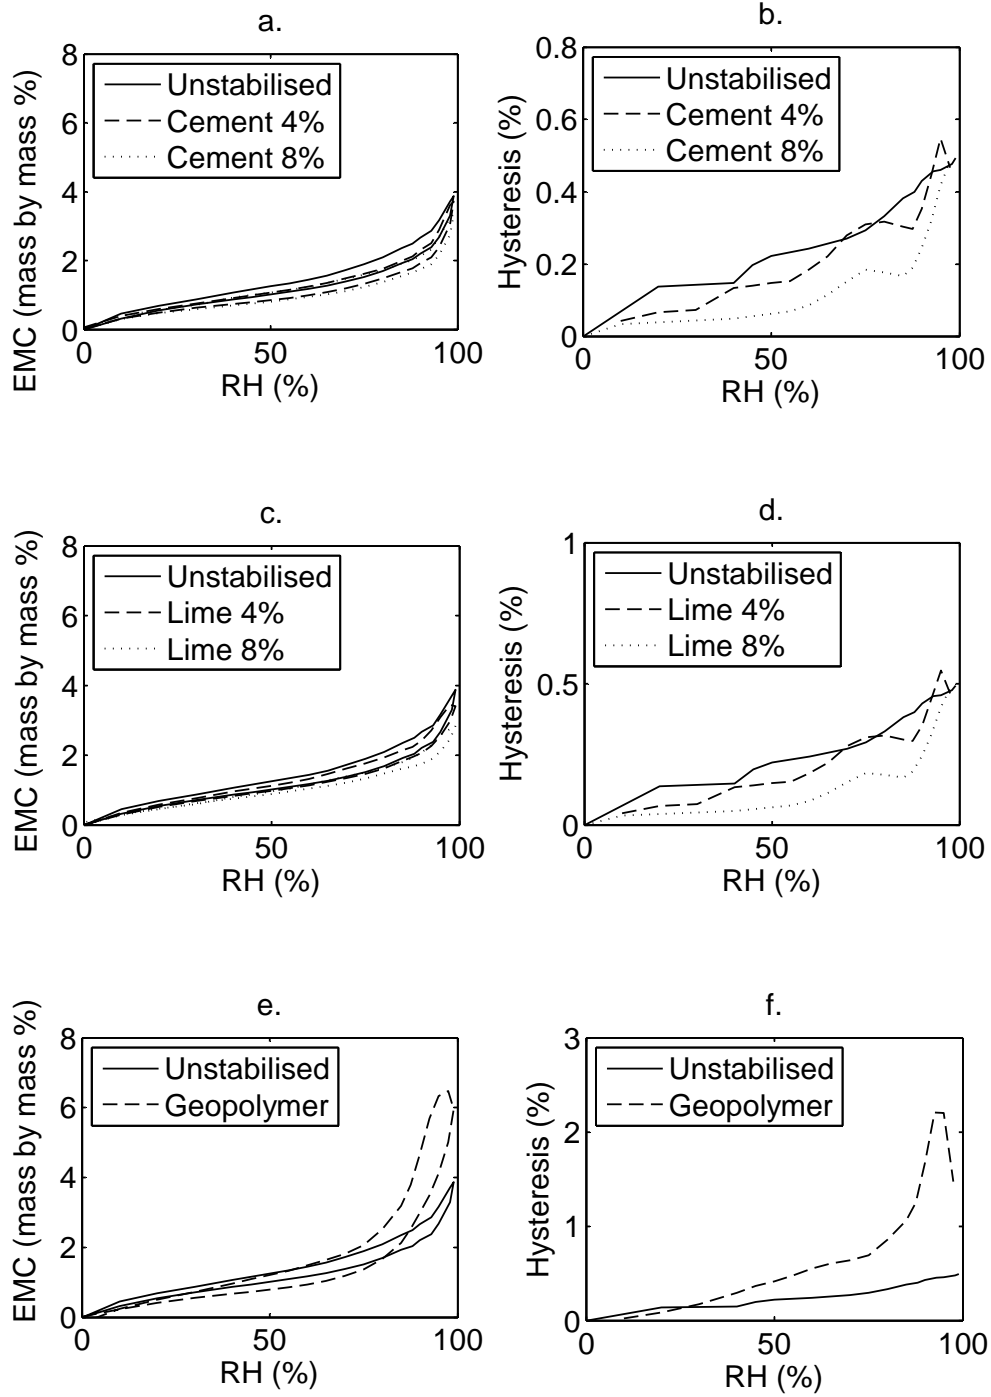 a.
EMC (mass by mass %)
8
6
4
2
0
0 50 100
RH (%)
Unstabilised
Cement 4%
Cement 8%
b.
Hysteresis (%)
0.8
0.6
0.4
0.2
0
0 50 100
RH (%)
Unstabilised
Cement 4%
Cement 8%
c.
EMC (mass by mass %)
8
6
4
2
0
0 50 100
RH (%)
Unstabilised
Lime 4%
Lime 8%
d.
Hysteresis (%)
1
0.5
0
0 50 100
RH (%)
Unstabilised
Lime 4%
Lime 8%
e.
EMC (mass by mass %)
8
6
4
2
0
0 50 100
RH (%)
Unstabilised
Geopolymer
f.
Hysteresis (%)
3
2
1
0
0 50 100
RH (%)
Unstabilised
Geopolymer